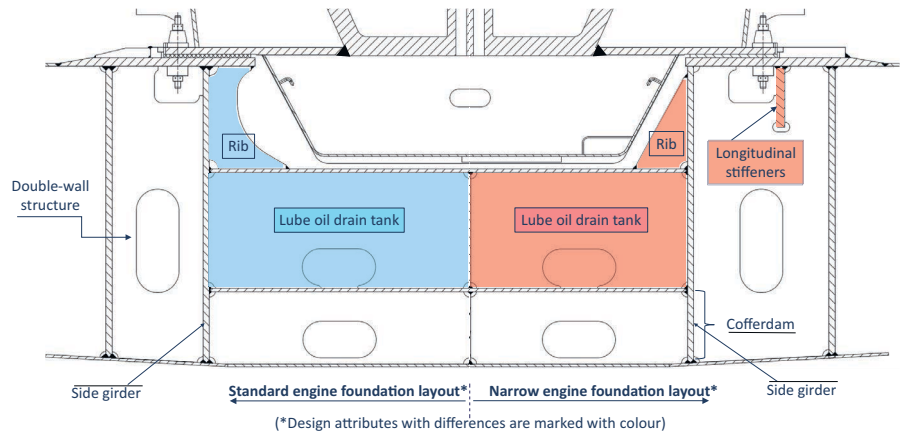 Rib
Rib
Longitudinal
stiffeners
Double-wall
structure
Lube oil drain tank
Lube oil drain tank
Cofferdam
Side girder
Side girder
Standard engine foundation layout*
Narrow engine foundation layout*
(*Design attributes with differences are marked with colour)